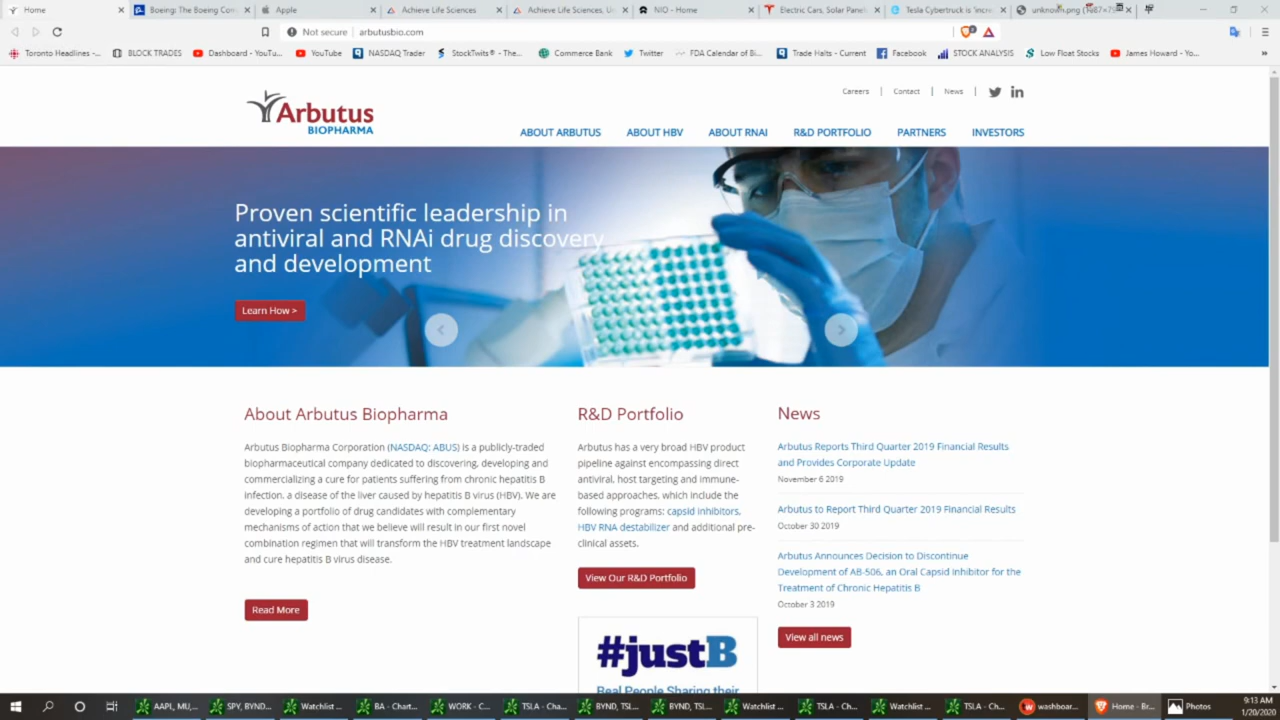 Home
Boeing: The Boeing Con
Apple
Achieve Life Sciences
Achieve Life Sciences, U
NIO - Home
Electric Cars, Solar Panel
Tesla Cybertruck is 'incre
Not secure | arbutusbio.com
Toronto Headlines -...
BLOCK TRADES
Dashboard - YouTu...
YouTube
NASDAQ Trader
StockTwits® - The...
Commerce Bank
Twitter
FDA Calendar of Bi...
Trade Halts - Current
Facebook
STOCK ANALYSIS
Low Float Stocks
James Howard - Yo...
Careers | Contact | News |
Arbutus
BIOPHARMA
ABOUT ARBUTUS
ABOUT HBV
ABOUT RNAI
R&D PORTFOLIO
PARTNERS
INVESTORS
Proven scientific leadership in
antiviral and RNAi drug discovery
and development
Learn How >
About Arbutus Biopharma
Arbutus Biopharma Corporation (NASDAQ: ABUS) is a publicly-traded
biopharmaceutical company dedicated to discovering, developing and
commercializing a cure for patients suffering from chronic hepatitis B
infection, a disease of the liver caused by hepatitis B virus (HBV). We are
developing a portfolio of drug candidates with complementary
mechanisms of action that we believe will result in our first novel
combination regimen that will transform the HBV treatment landscape
and cure hepatitis B virus disease.
Read More
R&D Portfolio
Arbutus has a very broad HBV product
pipeline against encompassing direct
antiviral, host targeting and immune-
based approaches, which include the
following programs: capsid inhibitors,
HBV RNA destabilizer and additional pre-
clinical assets.
View Our R&D Portfolio
#justB
Real People Sharing their
News
Arbutus Reports Third Quarter 2019 Financial Results
and Provides Corporate Update
November 6 2019
Arbutus to Report Third Quarter 2019 Financial Results
October 30 2019
Arbutus Announces Decision to Discontinue
Development of AB-506, an Oral Capsid Inhibitor for the
Treatment of Chronic Hepatitis B
October 3 2019
View all news
AAPL, MU,...
SPY, BYND...
Watchlist ...
BA - Chart...
WORK - C...
TSLA - Cha...
BYND, TSL...
BYND, TSL...
Watchlist ...
TSLA - Ch...
Watchlist ...
TSLA - Ch...
washboar...
Home - Br...
Photos
9:13 AM
1/20/2020